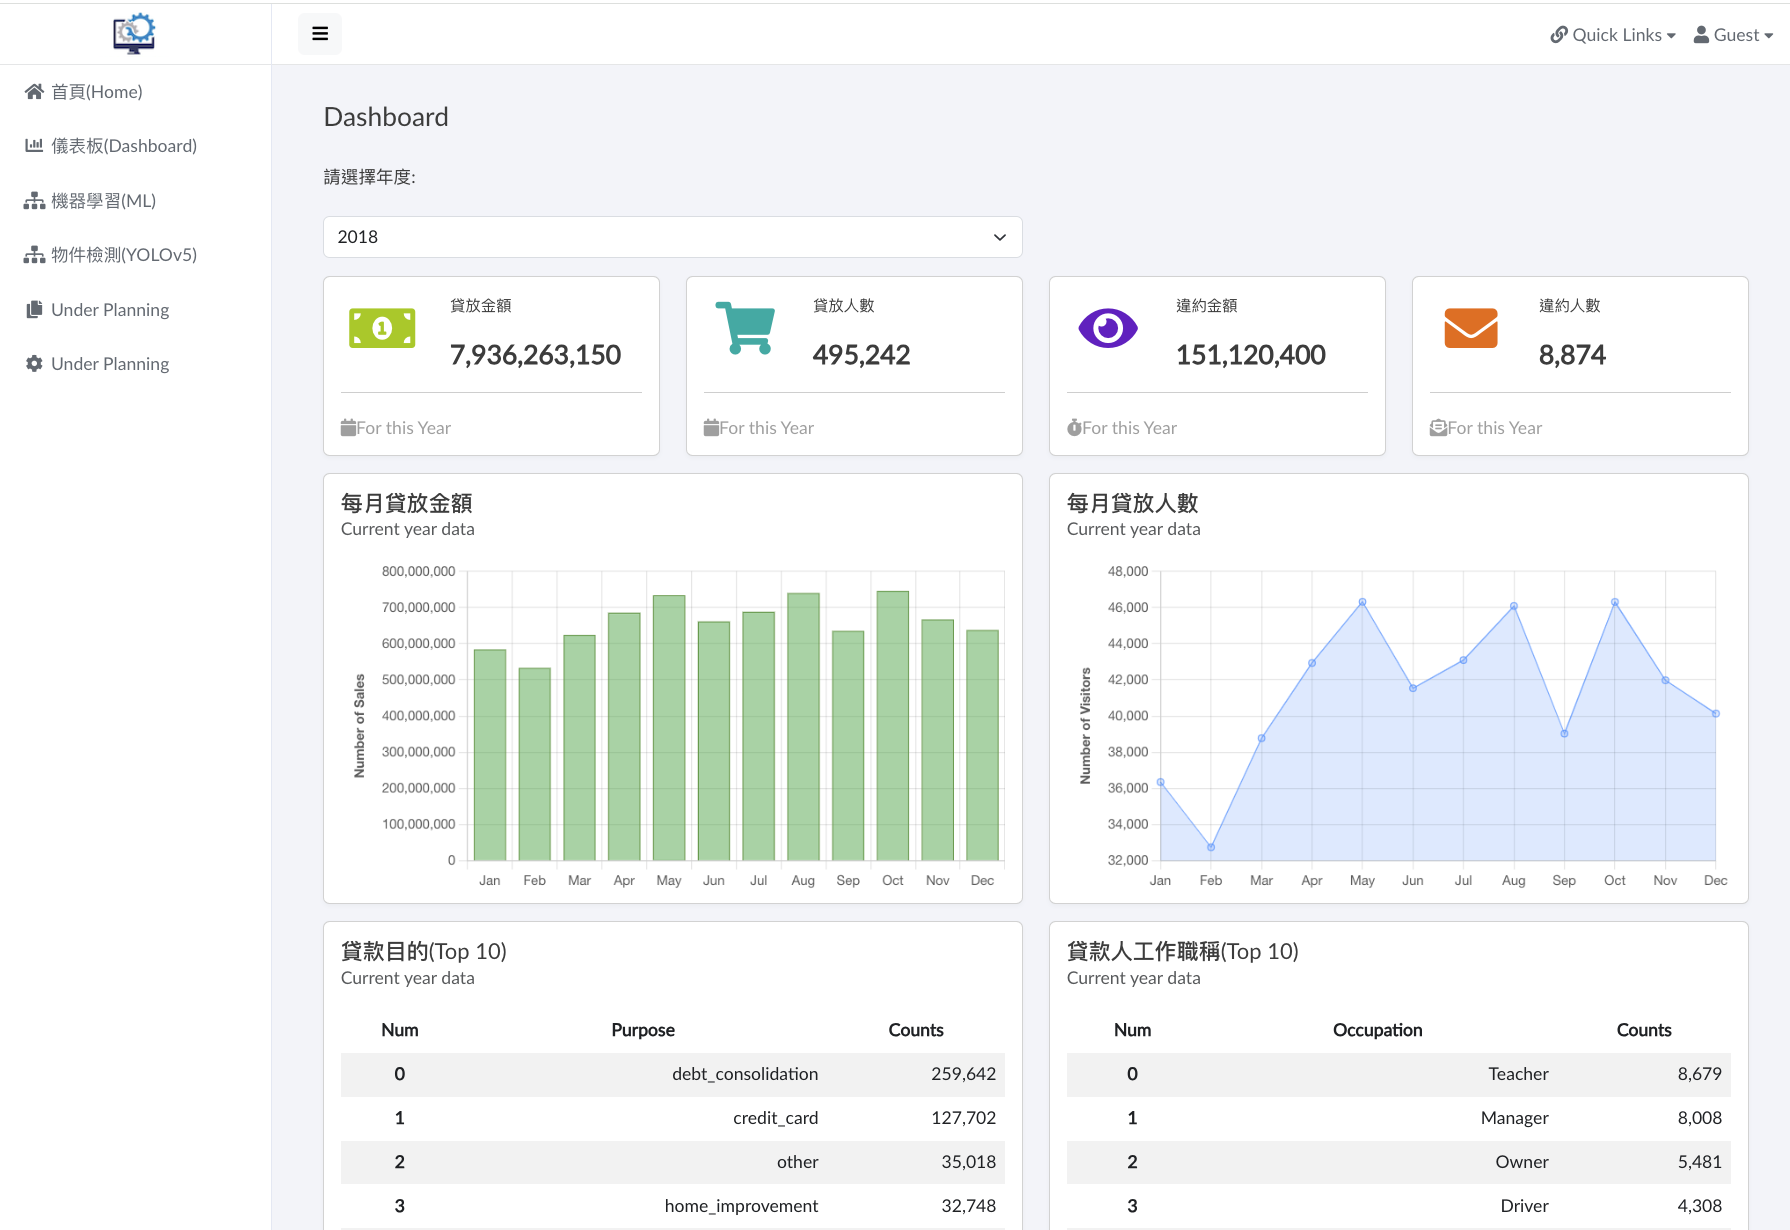 Quick Links
Guest
首頁(Home)
儀表板(Dashboard)
機器學習(ML)
物件檢測(YOLOv5)
Under Planning
Under Planning
Dashboard
請選擇年度:
2018
貸放金額
7,936,263,150
For this Year
貸放人數
495,242
For this Year
違約金額
151,120,400
For this Year
違約人數
8,874
For this Year
每月貸放金額
Current year data
Number of Sales
800,000,000
700,000,000
600,000,000
500,000,000
400,000,000
300,000,000
200,000,000
100,000,000
0
Jan Feb Mar Apr May Jun Jul Aug Sep Oct Nov Dec
每月貸放人數
Current year data
Number of Visitors
48,000
46,000
44,000
42,000
40,000
38,000
36,000
34,000
32,000
Jan Feb Mar Apr May Jun Jul Aug Sep Oct Nov Dec
貸款目的(Top 10)
Current year data
Num Purpose Counts
0 debt_consolidation 259,642
1 credit_card 127,702
2 other 35,018
3 home_improvement 32,748
貸款人工作職稱(Top 10)
Current year data
Num Occupation Counts
0 Teacher 8,679
1 Manager 8,008
2 Owner 5,481
3 Driver 4,308